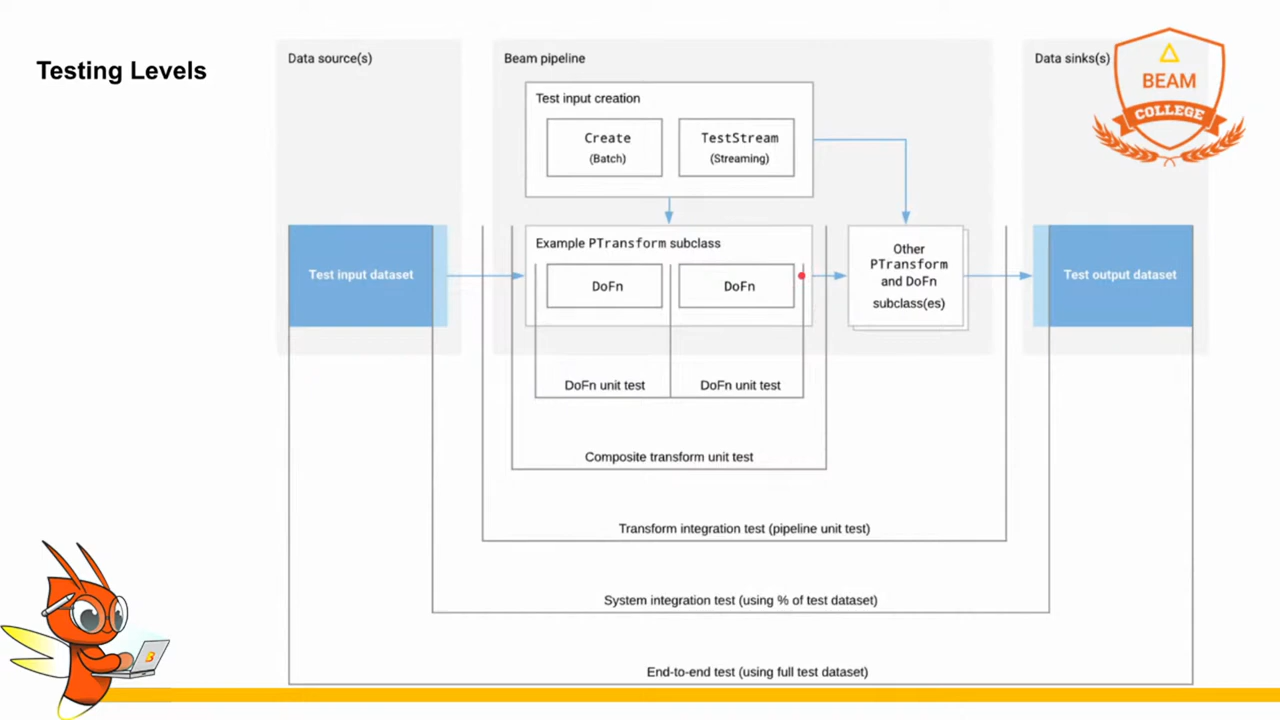 Testing Levels
Data source(s)
Beam pipeline
Data sinks(s)
BEAM
COLLEGE
Test input creation
Create
(Batch)
TestStream
(Streaming)
Test input dataset
Example PTransform subclass
DoFn
DoFn
Other
PTransform
and DoFn
subclass(es)
Test output dataset
DoFn unit test
DoFn unit test
Composite transform unit test
Transform integration test (pipeline unit test)
System integration test (using % of test dataset)
End-to-end test (using full test dataset)
B